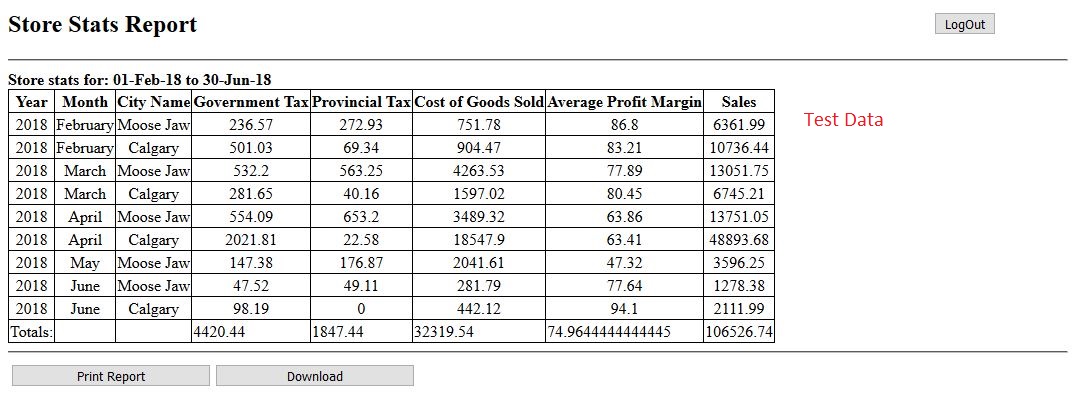 Store Stats Report
LogOut
Store stats for: 01-Feb-18 to 30-Jun-18
Year Month City Name Government Tax Provincial Tax Cost of Goods Sold Average Profit Margin Sales
2018 February Moose Jaw 236.57 272.93 751.78 86.8 6361.99
Test Data
2018 February Calgary 501.03 69.34 904.47 83.21 10736.44
2018 March Moose Jaw 532.2 563.25 4263.53 77.89 13051.75
2018 March Calgary 281.65 40.16 1597.02 80.45 6745.21
2018 April Moose Jaw 554.09 653.2 3489.32 63.86 13751.05
2018 April Calgary 2021.81 22.58 18547.9 63.41 48893.68
2018 May Moose Jaw 147.38 176.87 2041.61 47.32 3596.25
2018 June Moose Jaw 47.52 49.11 281.79 77.64 1278.38
2018 June Calgary 98.19 0 442.12 94.1 2111.99
Totals: 4420.44 1847.44 32319.54 74.9644444444445 106526.74
Print Report Download